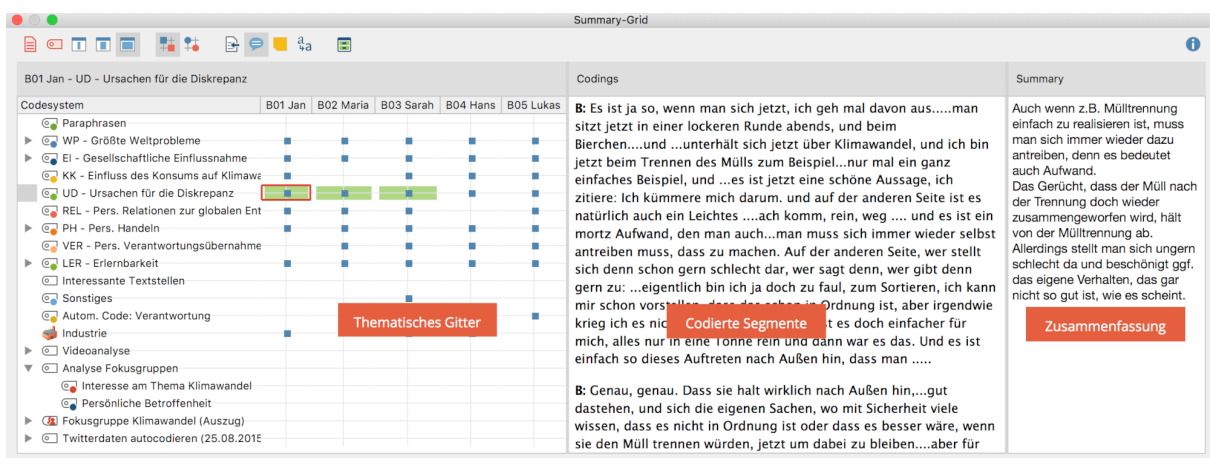 Summary-Grid
B01 Jan - UD - Ursachen für die Diskrepanz
Codesystem B01 Jan B02 Maria B03 Sarah B04 Hans B05 Lukas
Paraphrasen
WP - Größte Weltprobleme
EI - Gesellschaftliche Einflussnahme
KK - Einfluss des Konsums auf Klimawa
UD - Ursachen für die Diskrepanz
REL - Pers. Relationen zur globalen Ent
PH - Pers. Handeln
VER - Pers. Verantwortungsübernahme
LER - Erlernbarkeit
Interessante Textstellen
Sonstiges
Autom. Code: Verantwortung
Industrie
Videoanalyse
Analyse Fokusgruppen
Interesse am Thema Klimawandel
Persönliche Betroffenheit
Fokusgruppe Klimawandel (Auszug)
Twitterdaten autocodieren (25.08.2015
Thematisches Gitter
Codings
B: Es ist ja so, wenn man sich jetzt, ich geh mal davon aus.....man
sitzt jetzt in einer lockeren Runde abends, und beim
Bierchen....und ...unterhält sich jetzt über Klimawandel, und ich bin
jetzt beim Trennen des Mülls zum Beispiel...nur mal ein ganz
einfaches Beispiel, und ...es ist jetzt eine schöne Aussage, ich
zitiere: Ich kümmere mich darum. und auf der anderen Seite ist es
natürlich auch ein Leichtes ....ach komm, rein, weg .... und es ist ein
mortz Aufwand, den man auch...man muss sich immer wieder selbst
antreiben muss, dass zu machen. Auf der anderen Seite, wer stellt
sich denn schon gern schlecht dar, wer sagt denn, wer gibt denn
gern zu: ...eigentlich bin ich ja doch zu faul, zum Sortieren, ich kann
mir schon vorstellen, dass das schon in Ordnung ist, aber irgendwie
krieg ich es nic st es doch einfacher für
mich, alles nur in eine Tonne rein und dann war es das. Und es ist
einfach so dieses Auftreten nach Außen hin, dass man .....
B: Genau, genau. Dass sie halt wirklich nach Außen hin,...gut
dastehen, und sich die eigenen Sachen, wo mit Sicherheit viele
wissen, dass es nicht in Ordnung ist oder dass es besser wäre, wenn
sie den Müll trennen würden, jetzt um dabei zu bleiben....aber für
Codierte Segmente
Summary
Auch wenn z.B. Mülltrennung
einfach zu realisieren ist, muss
man sich immer wieder dazu
antreiben, denn es bedeutet
auch Aufwand.
Das Gerücht, dass der Müll nach
der Trennung doch wieder
zusammengeworfen wird, hält
von der Mülltrennung ab.
Allerdings stellt man sich ungern
schlecht da und beschönigt ggf.
das eigene Verhalten, das gar
nicht so gut ist, wie es scheint.
Zusammenfassung